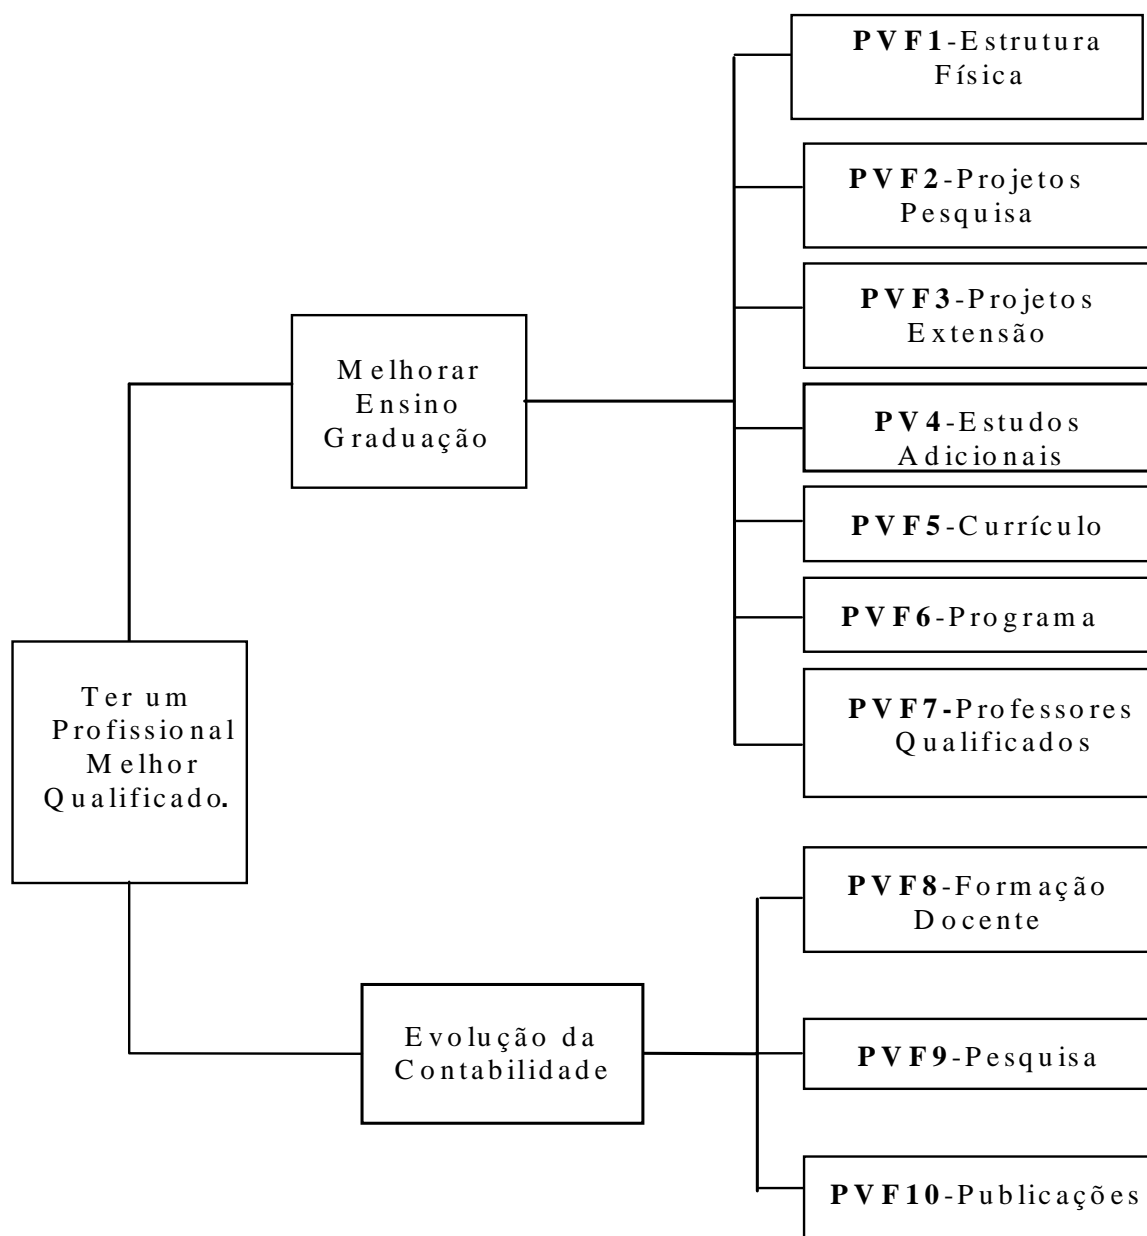 PVF1-Estrutura
Física
PVF2-Projetos
Pesquisa
PVF3-Projetos
Extensão
Melhorar
Ensino
Graduação
PV4-Estudos
Adicionais
PVF5-Currículo
PVF6-Programa
Ter um
Profissional
Melhor
Qualificado.
PVF7-Professores
Qualificados
PVF8-Formação
Docente
Evolução da
Contabilidade
PVF9-Pesquisa
PVF10-Publicações